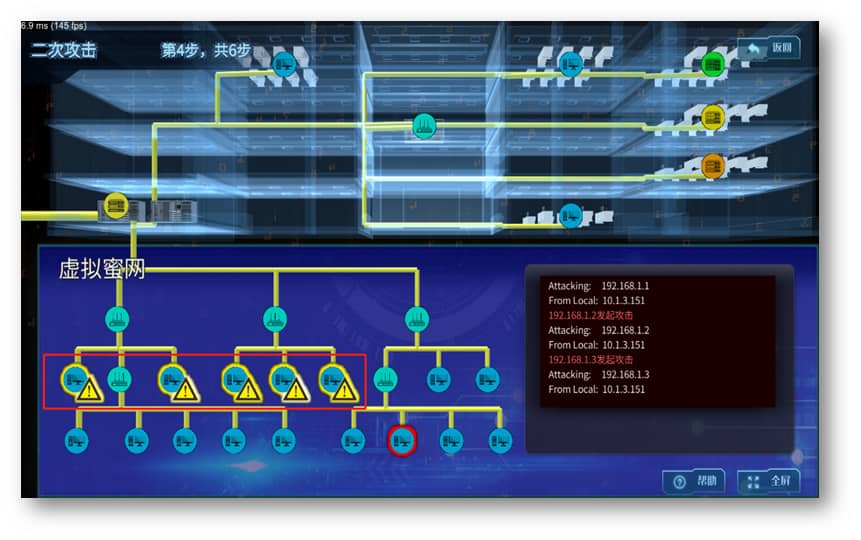 6.9 ms (145 fps)
二次攻击
第4步，共6步
返回
虚拟蜜网
Attacking: 192.168.1.1
From Local: 10.1.3.151
192.168.1.2发起攻击
Attacking: 192.168.1.2
From Local: 10.1.3.151
192.168.1.3发起攻击
Attacking: 192.168.1.3
From Local: 10.1.3.151
帮助
全屏